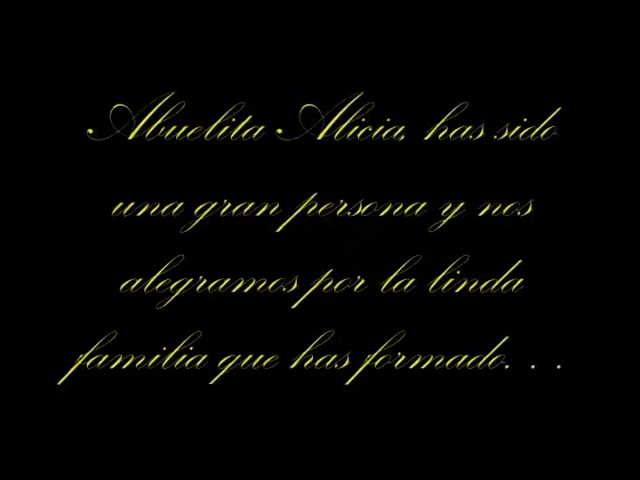 Abuelita Alicia, has sido
una gran persona y nos
alegramos por la linda
familia que has formado. . .